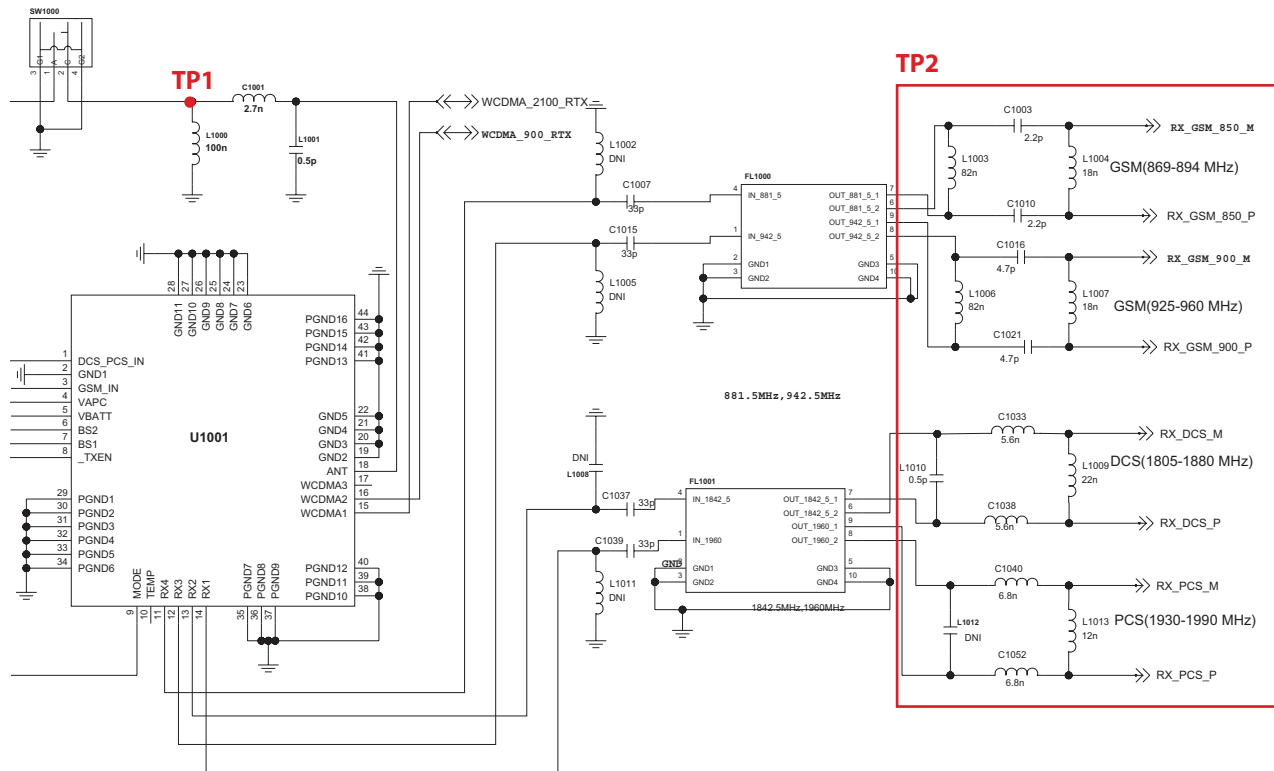 SW1000
G1
A
C
G2
3
1
2
4
TP1
C1001
2.7n
L1000
100n
L1001
0.5p
WCDMA_2100_RTX
WCDMA_900_RTX
L1002
DNI
C1007
33p
C1015
33p
L1005
DNI
FL1000
4
IN_881_5
1
IN_942_5
2
GND1
3
GND2
OUT_881_5_1
7
OUT_881_5_2
6
OUT_942_5_1
9
OUT_942_5_2
8
GND3
5
GND4
10
TP2
C1003
2.2p
RX_GSM_850_M
L1003
82n
L1004
18n
GSM(869-894 MHz)
C1010
2.2p
RX_GSM_850_P
C1016
4.7p
RX_GSM_900_M
L1006
82n
L1007
18n
GSM(925-960 MHz)
C1021
4.7p
RX_GSM_900_P
28
27
26
25
24
23
GND11
GND10
GND9
GND8
GND7
GND6
1
DCS_PCS_IN
2
GND1
3
GSM_IN
4
VAPC
5
VBATT
6
BS2
7
BS1
8
_TXEN
U1001
29
PGND1
30
PGND2
31
PGND3
32
PGND4
33
PGND5
34
PGND6
PGND16
44
PGND15
43
PGND14
42
PGND13
41
GND5
22
GND4
21
GND3
20
GND2
19
ANT
18
WCDMA3
17
WCDMA2
16
WCDMA1
15
PGND12
40
PGND11
39
PGND10
38
MODE
TEMP
RX4
RX3
RX2
RX1
PGND7
PGND8
PGND9
9
10
11
12
13
14
35
36
37
881.5MHz,942.5MHz
DNI
L1008
C1037
33p
C1039
33p
L1011
DNI
FL1001
4
IN_1842_5
1
IN_1960
GND
GND1
3
GND2
OUT_1842_5_1
7
OUT_1842_5_2
6
OUT_1960_1
9
OUT_1960_2
8
GND3
5
GND4
10
1842.5MHz,1960MHz
C1033
5.6n
RX_DCS_M
L1010
0.5p
L1009
22n
DCS(1805-1880 MHz)
C1038
5.6n
RX_DCS_P
C1040
6.8n
RX_PCS_M
L1012
DNI
L1013
12n
PCS(1930-1990 MHz)
C1052
6.8n
RX_PCS_P